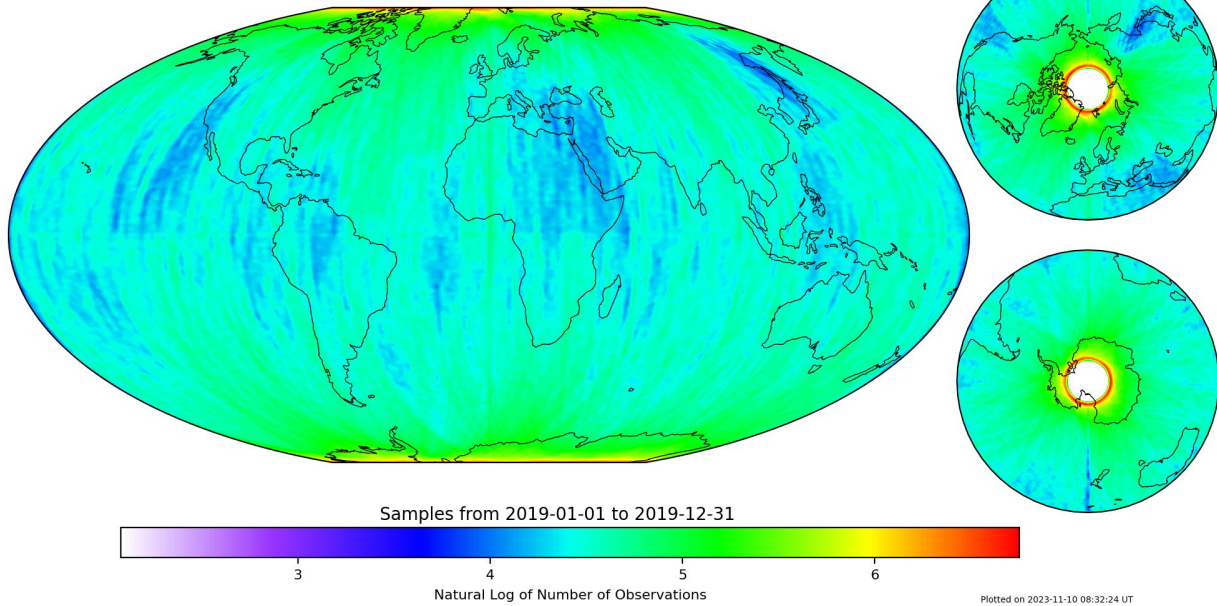 Samples from 2019-01-01 to 2019-12-31
3 4 5 6
Natural Log of Number of Observations
Plotted on 2023-11-10 08:32:24 UT